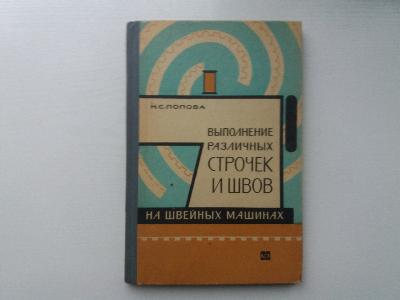 Н.С.ПОПОВА
ВЫПОЛНЕНИЕ
РАЗЛИЧНЫХ
СТРОЧЕК
И ШВОВ
НА ШВЕЙНЫХ МАШИНАХ